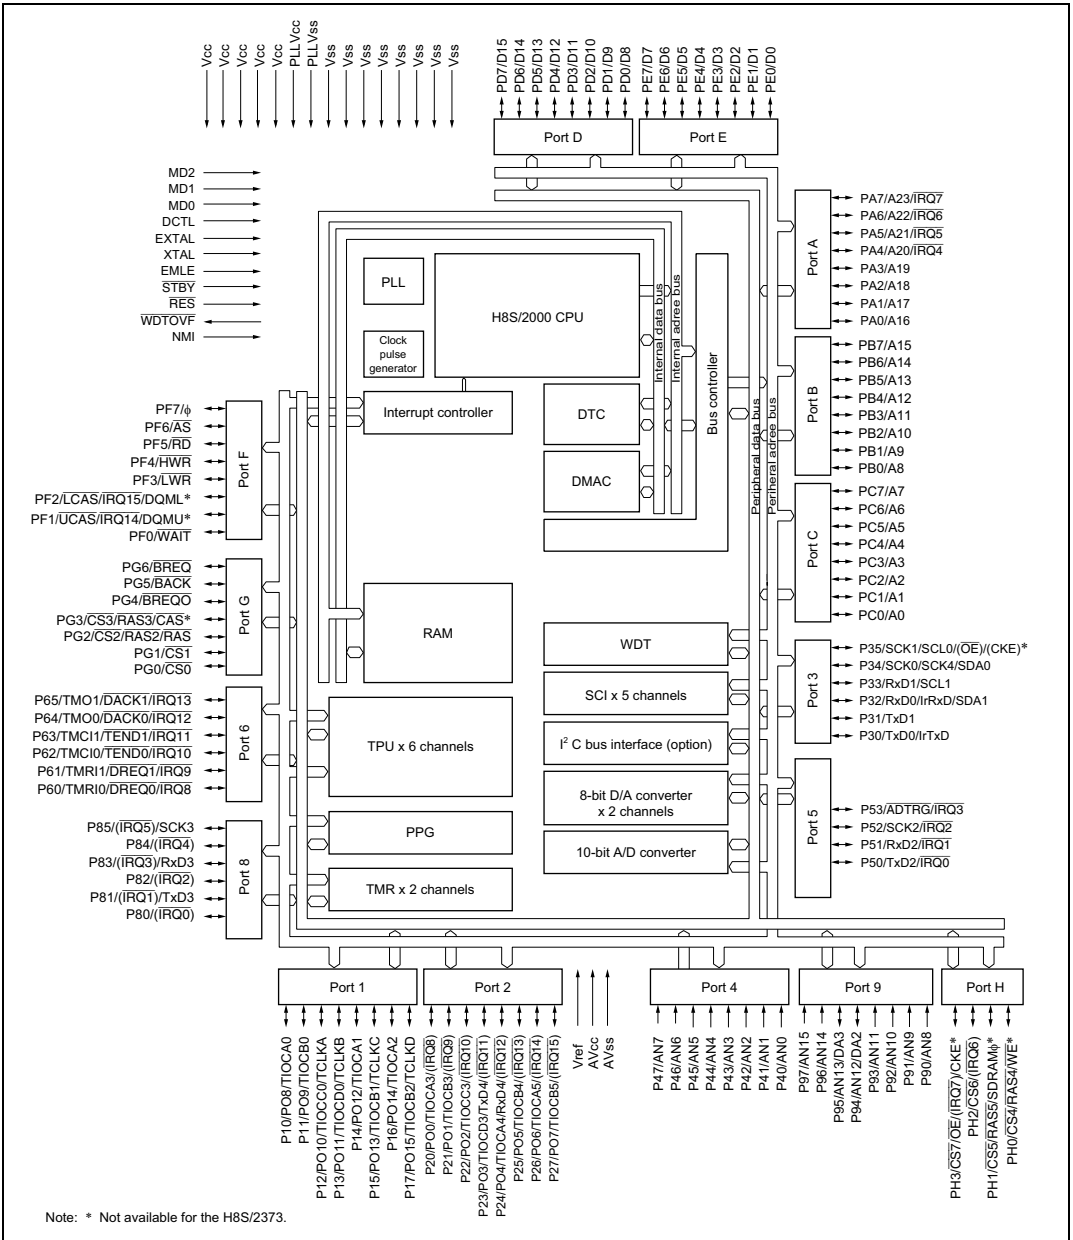 Vcc
Vcc
Vcc
Vcc
Vcc
PLLVcc
PLLVss
Vss
Vss
Vss
Vss
Vss
Vss
Vss
Vss
PD7/D15
PD6/D14
PD5/D13
PD4/D12
PD3/D11
PD2/D10
PD1/D9
PD0/D8
PE7/D7
PE6/D6
PE5/D5
PE4/D4
PE3/D3
PE2/D2
PE1/D1
PE0/D0
Port D
Port E
MD2
MD1
MD0
DCTL
EXTAL
XTAL
EMLE
STBY
RES
WDTOVF
NMI
PLL
H8S/2000 CPU
Clock
pulse
generator
Interrupt controller
DTC
DMAC
Internal data bus
Internal adree bus
Bus controller
Peripheral data bus
Periheral adree bus
Port A
PA7/A23/IRQ7
PA6/A22/IRQ6
PA5/A21/IRQ5
PA4/A20/IRQ4
PA3/A19
PA2/A18
PA1/A17
PA0/A16
Port B
PB7/A15
PB6/A14
PB5/A13
PB4/A12
PB3/A11
PB2/A10
PB1/A9
PB0/A8
Port C
PC7/A7
PC6/A6
PC5/A5
PC4/A4
PC3/A3
PC2/A2
PC1/A1
PC0/A0
PF7/ϕ
PF6/AS
PF5/RD
PF4/HWR
PF3/LWR
PF2/LCAS/IRQ15/DQML*
PF1/UCAS/IRQ14/DQMU*
PF0/WAIT
Port F
PG6/BREQ
PG5/BACK
PG4/BREQO
PG3/CS3/RAS3/CAS*
PG2/CS2/RAS2/RAS
PG1/CS1
PG0/CS0
Port G
RAM
WDT
SCI x 5 channels
I² C bus interface (option)
8-bit D/A converter
x 2 channels
10-bit A/D converter
Port 3
P35/SCK1/SCL0/(OE)/(CKE)*
P34/SCK0/SCK4/SDA0
P33/RxD1/SCL1
P32/RxD0/IrRxD/SDA1
P31/TxD1
P30/TxD0/IrTxD
Port 5
P53/ADTRG/IRQ3
P52/SCK2/IRQ2
P51/RxD2/IRQ1
P50/TxD2/IRQ0
P65/TMO1/DACK1/IRQ13
P64/TMO0/DACK0/IRQ12
P63/TMCI1/TEND1/IRQ11
P62/TMCI0/TEND0/IRQ10
P61/TMRI1/DREQ1/IRQ9
P60/TMRI0/DREQ0/IRQ8
Port 6
TPU x 6 channels
P85/(IRQ5)/SCK3
P84/(IRQ4)
P83/(IRQ3)/RxD3
P82/(IRQ2)
P81/(IRQ1)/TxD3
P80/(IRQ0)
Port 8
PPG
TMR x 2 channels
Port 1
Port 2
Port 4
Port 9
Port H
P10/PO8/TIOCA0
P11/PO9/TIOCB0
P12/PO10/TIOCC0/TCLKA
P13/PO11/TIOCD0/TCLKB
P14/PO12/TIOCA1
P15/PO13/TIOCB1/TCLKC
P16/PO14/TIOCA2
P17/PO15/TIOCB2/TCLKD
P20/PO0/TIOCA3/(IRQ8)
P21/PO1/TIOCB3/(IRQ9)
P22/PO2/TIOCC3/(IRQ10)
P23/PO3/TIOCD3/TxD4/(IRQ11)
P24/PO4/TIOCA4/RxD4/(IRQ12)
P25/PO5/TIOCB4/(IRQ13)
P26/PO6/TIOCA5/(IRQ14)
P27/PO7/TIOCB5/(IRQ15)
Vref
AVcc
AVss
P47/AN7
P46/AN6
P45/AN5
P44/AN4
P43/AN3
P42/AN2
P41/AN1
P40/AN0
P97/AN15
P96/AN14
P95/AN13/DA3
P94/AN12/DA2
P93/AN11
P92/AN10
P91/AN9
P90/AN8
PH3/CS7/OE/(IRQ7)/CKE*
PH2/CS6/(IRQ6)
PH1/CS5/RAS5/SDRAMϕ*
PH0/CS4/RAS4/WE*
Note: * Not available for the H8S/2373.